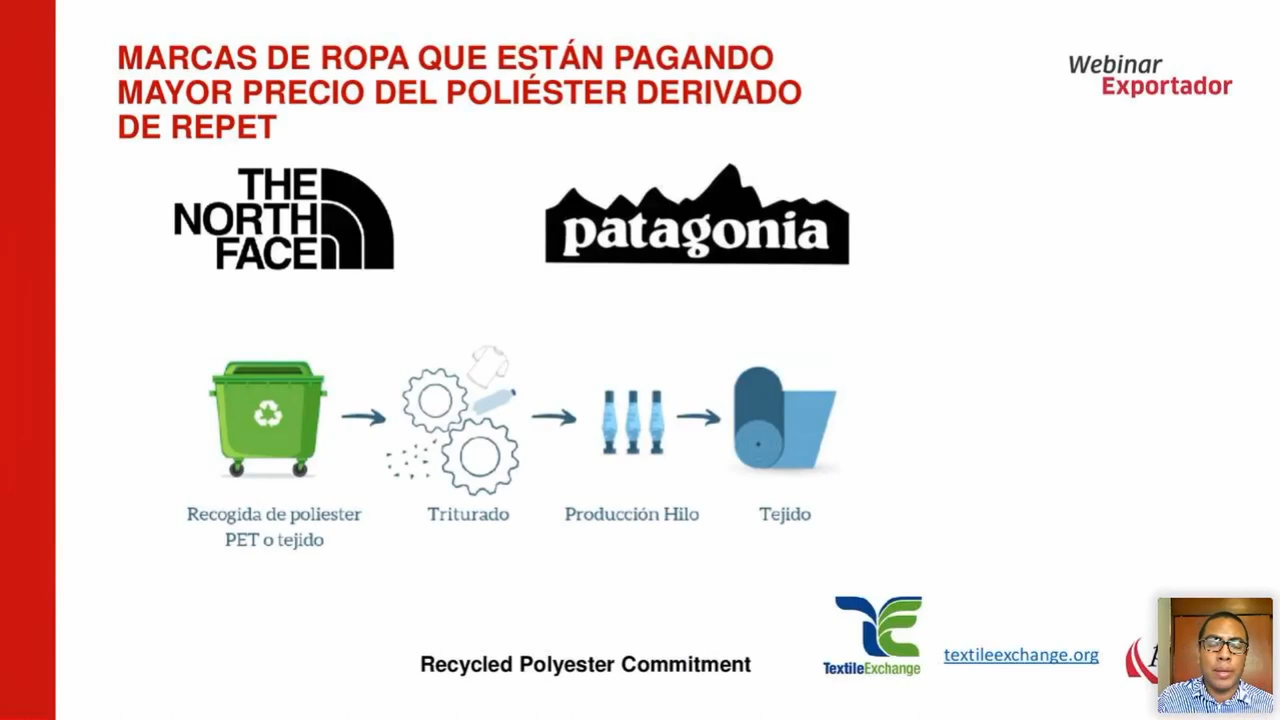 MARCAS DE ROPA QUE ESTÁN PAGANDO
MAYOR PRECIO DEL POLIÉSTER DERIVADO
DE REPET
Webinar
Exportador
THE
NORTH
FACE
patagonia
Recogida de poliester
PET o tejido
Triturado
Producción Hilo
Tejido
Recycled Polyester Commitment
TextileExchange
textileexchange.org